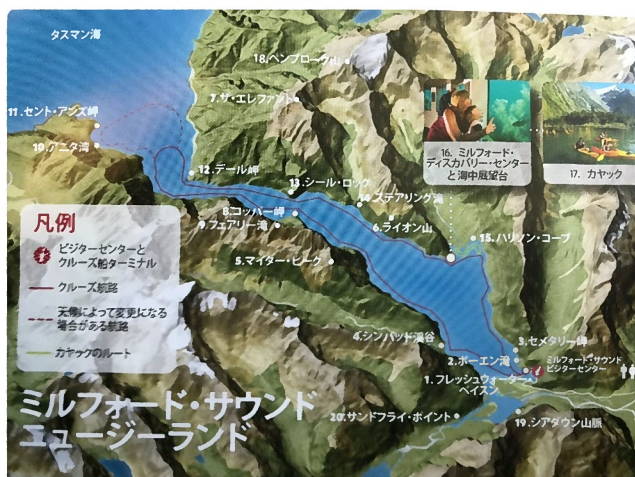 タスマン海
18.ペンブローク山
7.ザ・エレファント
11.セント・アンズ岬
10.アニタ湾
12.デール岬
13.シール・ロック
14.ステアリング滝
8.コッパー岬
9.フェアリー滝
6.ライオン山
15.ハリソン・コーブ
5.マイター・ピーク
16. ミルフォード・
ディスカバリー・センター
と海中展望台
17. カヤック
凡例
ビジターセンターと
クルーズ船ターミナル
クルーズ航路
天候によって変更になる
場合がある航路
カヤックのルート
4.シンバッド渓谷
3.セメタリー岬
2.ボーエン滝
ミルフォード・サウンド
ビジターセンター
1. フレッシュウォーター・
ベイスン
20.サンドフライ・ポイント
19.シアダウン山脈
ミルフォード・サウンド
ニュージーランド